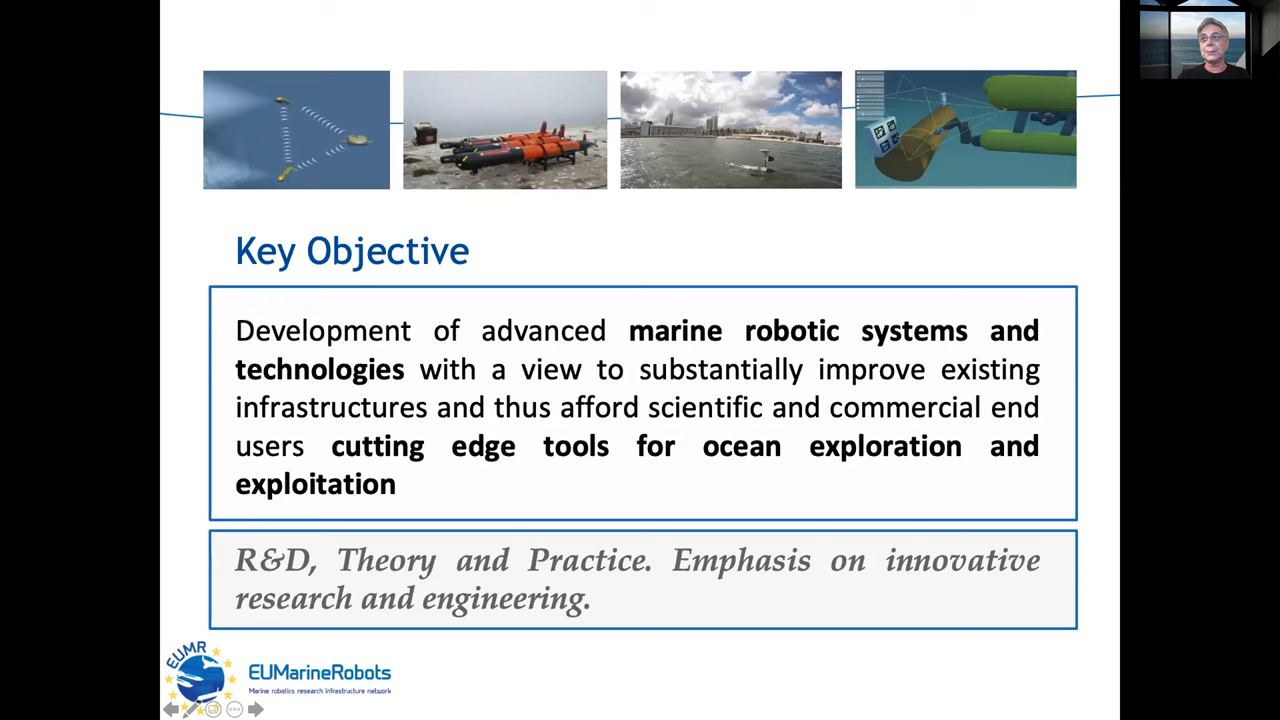 Key Objective
Development of advanced marine robotic systems and
technologies with a view to substantially improve existing
infrastructures and thus afford scientific and commercial end
users cutting edge tools for ocean exploration and
exploitation
R&D, Theory and Practice. Emphasis on innovative
research and engineering.
EUMR
EUMarineRobots
Marine robotics research infrastructure network